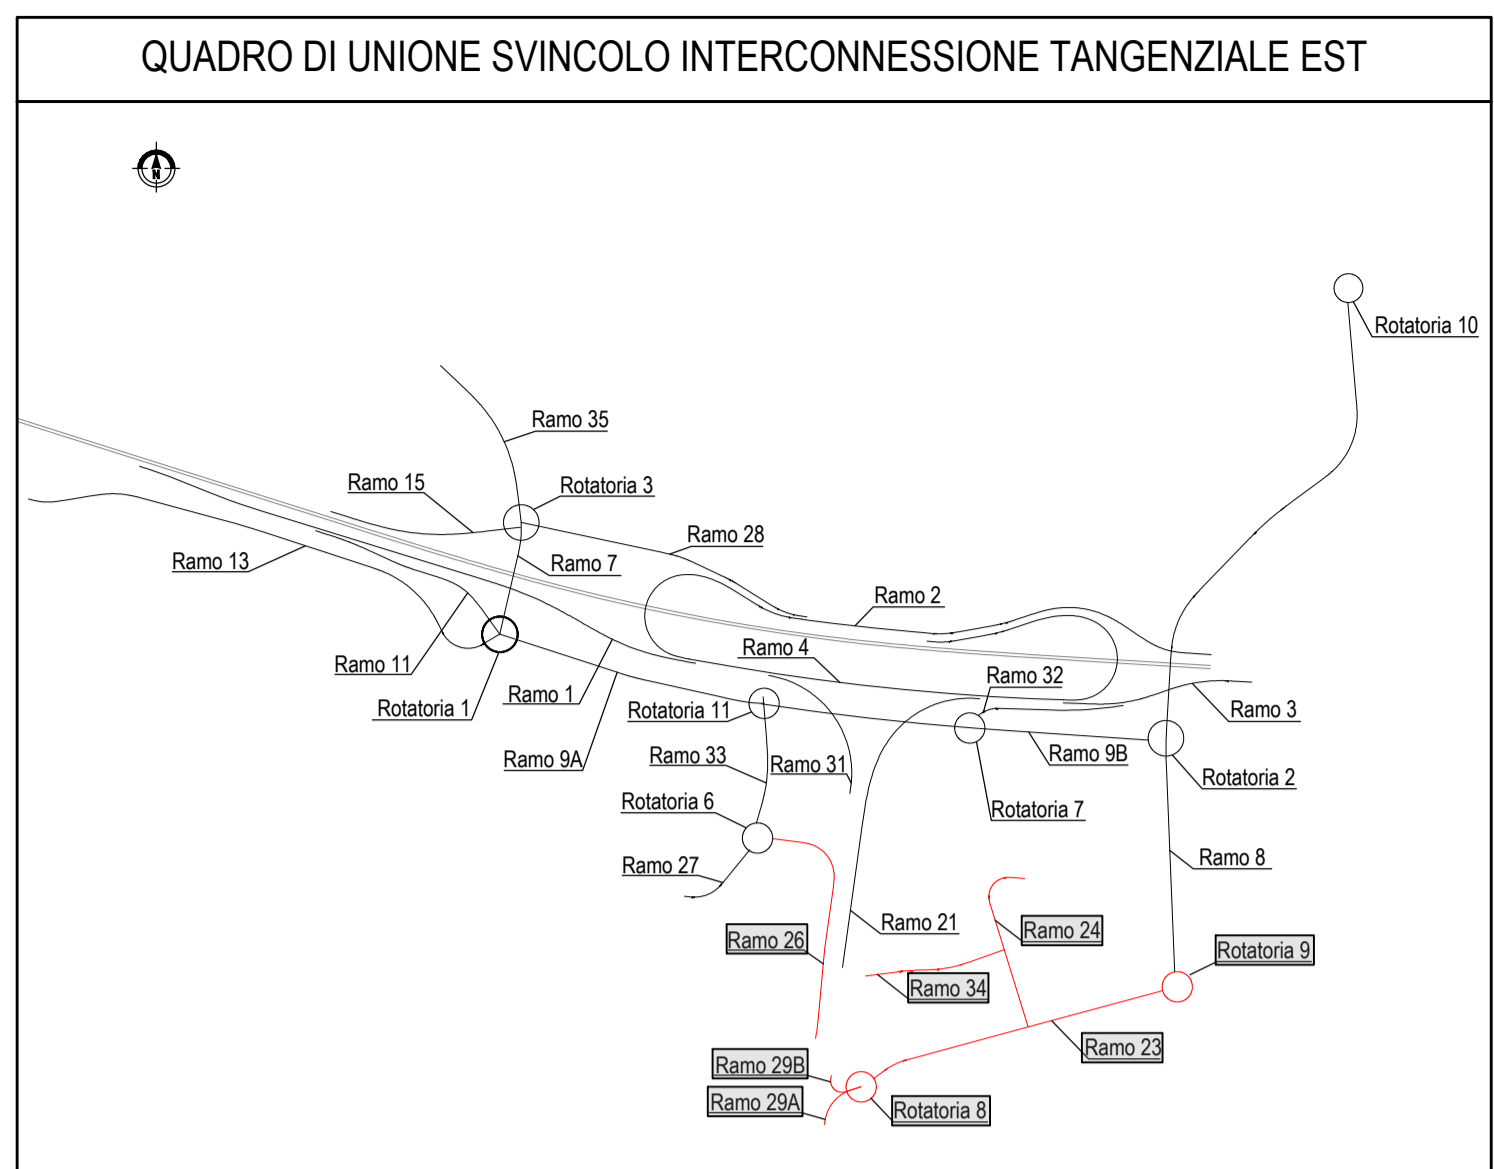 QUADRO DI UNIONE SVINCOLO INTERCONNESSIONE TANGENZIALE EST
N
Rotatoria 10
Ramo 35
Ramo 15
Rotatoria 3
Ramo 28
Ramo 13
Ramo 7
Ramo 2
Ramo 4
Ramo 11
Ramo 32
Ramo 1
Rotatoria 1
Rotatoria 11
Ramo 3
Ramo 9A
Ramo 33
Ramo 31
Ramo 9B
Rotatoria 2
Rotatoria 6
Rotatoria 7
Ramo 27
Ramo 8
Ramo 21
Ramo 24
Ramo 26
Rotatoria 9
Ramo 34
Ramo 23
Ramo 29B
Ramo 29A
Rotatoria 8